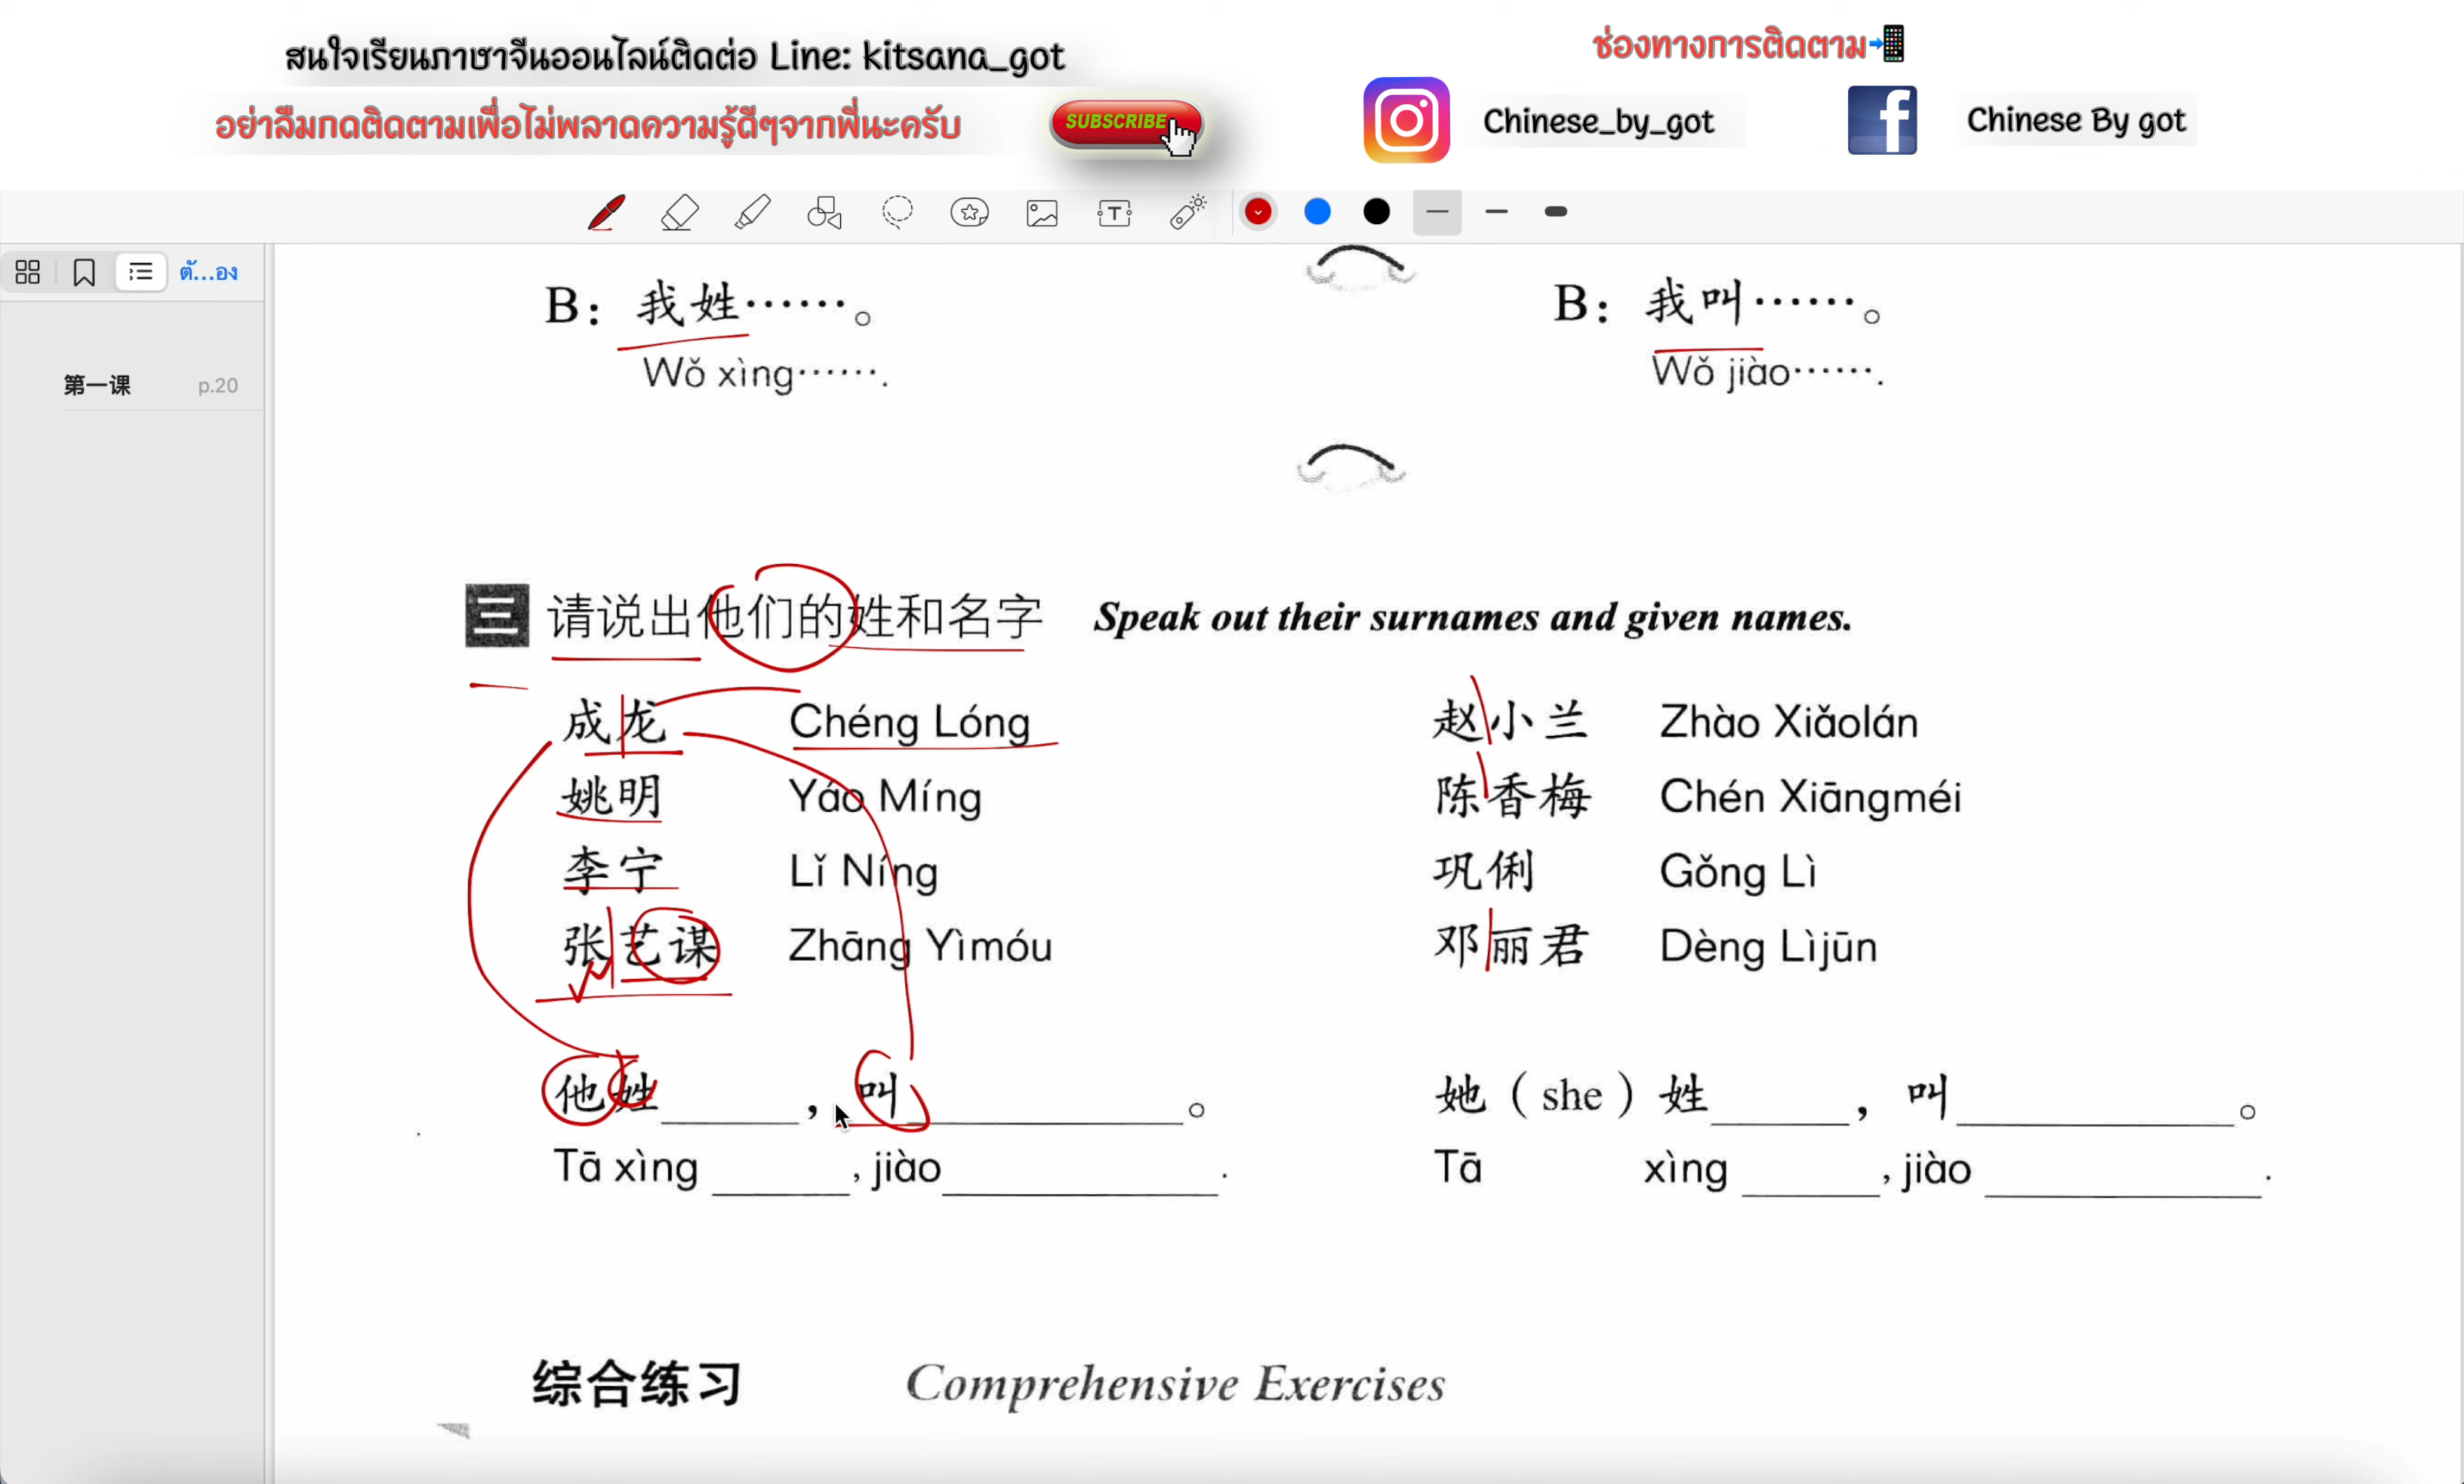 สนใจเรียนภาษาจีนออนไลน์ติดต่อ Line: kitsana_got
ช่องทางการติดตาม
อย่าลืมกดติดตามเพื่อไม่พลาดความรู้ดีๆจากพี่นะครับ
SUBSCRIBE
Chinese_by_got
Chinese By got
ตั...อง
第一课 p.20
B：我姓……。
Wǒ xìng…….
B：我叫……。
Wǒ jiào…….
三 请说出他们的姓和名字 Speak out their surnames and given names.
成龙 Chéng Lóng 赵小兰 Zhào Xiǎolán
姚明 Yáo Míng 陈香梅 Chén Xiāngméi
李宁 Lǐ Níng 巩俐 Gǒng Lì
张艺谋 Zhāng Yìmóu 邓丽君 Dèng Lìjūn
他姓______，叫____________。 她（she）姓______，叫____________。
Tā xìng ______, jiào____________. Tā xìng ______, jiào ____________.
综合练习 Comprehensive Exercises